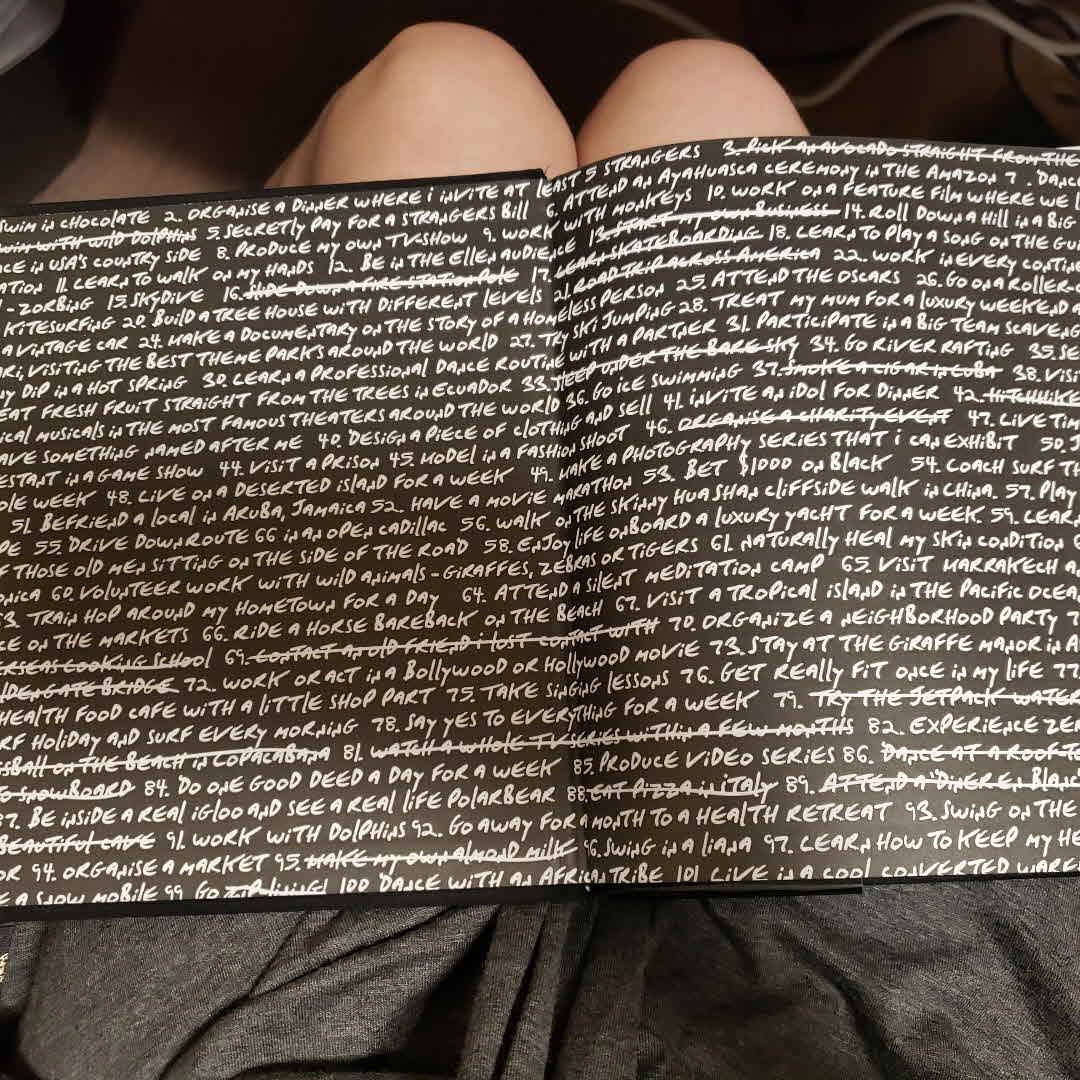 SWIM IN CHOCOLATE 2. ORGANISE A DINNER WHERE I INVITE AT LEAST 5 STRANGERS 3. PICK AN AVOCADO STRAIGHT FROM THE
SWIM WITH WILD DOLPHINS 5. SECRETLY PAY FOR A STRANGERS BILL 6. ATTEND AN AYAHUASCA CEREMONY IN THE AMAZON 7. DANCE
CE IN USA'S COUNTRY SIDE 8. PRODUCE MY OWN TV-SHOW 9. WORK WITH MONKEYS 10. WORK ON A FEATURE FILM WHERE WE
ATION 11. LEARN TO WALK ON MY HANDS 12. BE IN THE ELLEN AUDIENCE 13. START MY OWN BUSINESS 14. ROLL DOWN A HILL IN A BIG
ZORBING 15. SKYDIVE 16. SLIDE DOWN A FIRE STATION POLE 17. LEARN SKATEBOARDING 18. LEARN TO PLAY A SONG ON THE GUI
KITESURFING 20. BUILD A TREE HOUSE WITH DIFFERENT LEVELS 21. ROAD TRIP ACROSS AMERICA 22. WORK IN EVERY CONTINE
A VINTAGE CAR 24. MAKE A DOCUMENTARY ON THE STORY OF A HOMELESS PERSON 25. ATTEND THE OSCARS 26. GO ON A ROLLER
ARI, VISITING THE BEST THEME PARKS AROUND THE WORLD 27. TRY SKI JUMPING 28. TREAT MY MUM FOR A LUXURY WEEKEND
Y DIP IN A HOT SPRING 30. LEARN A PROFESSIONAL DANCE ROUTINE WITH A PARTNER 31. PARTICIPATE IN A BIG TEAM SCAVENG
EAT FRESH FRUIT STRAIGHT FROM THE TREES IN ECUADOR 33. SLEEP UNDER THE BARE SKY 34. GO RIVER RAFTING 35. SE
ICAL MUSICALS IN THE MOST FAMOUS THEATERS AROUND THE WORLD 36. GO ICE SWIMMING 37. SMOKE A CIGAR IN CUBA 38. VISI
AVE SOMETHING NAMED AFTER ME 40. DESIGN A PIECE OF CLOTHING AND SELL 41. INVITE AN IDOL FOR DINNER 42. HITCHHIKE
ESTANT IN A GAME SHOW 44. VISIT A PRISON 45. MODEL IN A FASHION SHOOT 46. ORGANISE A CHARITY EVENT 47. LIVE TIM
OLE WEEK 48. LIVE ON A DESERTED ISLAND FOR A WEEK 49. MAKE A PHOTOGRAPHY SERIES THAT I CAN EXHIBIT 50. J
51. BEFRIEND A LOCAL IN ARUBA, JAMAICA 52. HAVE A MOVIE MARATHON 53. BET $1000 ON BLACK 54. COACH SURF TH
PE 55. DRIVE DOWN ROUTE 66 IN AN OPEN CADILLAC 56. WALK ON THE SKINNY HUA SHAN CLIFFSIDE WALK IN CHINA. 57. PLAY
F THOSE OLD MEN SITTING ON THE SIDE OF THE ROAD 58. ENJOY LIFE ONBOARD A LUXURY YACHT FOR A WEEK. 59. LEARN
ONICA 60. VOLUNTEER WORK WITH WILD ANIMALS - GIRAFFES, ZEBRAS OR TIGERS 61. NATURALLY HEAL MY SKIN CONDITION 6
63. TRAIN HOP AROUND MY HOMETOWN FOR A DAY 64. ATTEND A SILENT MEDITATION CAMP 65. VISIT MARRAKECH A
CE ON THE MARKETS 66. RIDE A HORSE BAREBACK ON THE BEACH 67. VISIT A TROPICAL ISLAND IN THE PACIFIC OCEA
ERSEAS COOKING SCHOOL 69. CONTACT AN OLD FRIEND I LOST CONTACT WITH 70. ORGANIZE A NEIGHBORHOOD PARTY 7
LDEN GATE BRIDGE 72. WORK OR ACT IN A BOLLYWOOD OR HOLLYWOOD MOVIE 73. STAY AT THE GIRAFFE MANOR IN A
HEALTH FOOD CAFE WITH A LITTLE SHOP PART 75. TAKE SINGING LESSONS 76. GET REALLY FIT ONCE IN MY LIFE 77
RF HOLIDAY AND SURF EVERY MORNING 78. SAY YES TO EVERYTHING FOR A WEEK 79. TRY THE JETPACK WATER
SBALL ON THE BEACH IN COPACABANA 81. WATCH A WHOLE TV SERIES WITHIN A FEW MONTHS 82. EXPERIENCE ZE
TO SNOWBOARD 84. DO ONE GOOD DEED A DAY FOR A WEEK 85. PRODUCE VIDEO SERIES 86. DANCE AT A ROOFTO
87. BE INSIDE A REAL IGLOO AND SEE A REAL LIFE POLARBEAR 88. EAT PIZZA IN ITALY 89. ATTEND A 'DINER EN BLANC
BEAUTIFUL CAVE 91. WORK WITH DOLPHINS 92. GO AWAY FOR A MONTH TO A HEALTH RETREAT 93. SWING ON THE
OR 94. ORGANISE A MARKET 95. MAKE MY OWN ALMOND MILK 96. SWING IN A LIANA 97. LEARN HOW TO KEEP MY HE
E A SNOW MOBILE 99 GO ZIPLINING! 100 DANCE WITH AN AFRICAN TRIBE 101 LIVE IN A COOL CONVERTED WARE